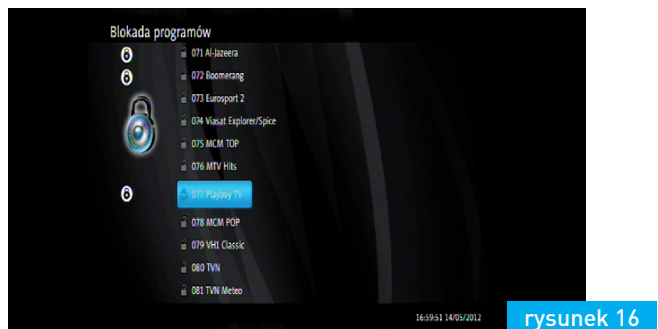 Blokada programów
071 Al-Jazeera
072 Boomerang
073 Eurosport 2
074 Viasat Explorer/Spice
075 MCM TOP
076 MTV Hits
077 Playboy TV
078 MCM POP
079 VH1 Classic
080 TVN
081 TVN Meteo
16:59:51 14/05/2012
rysunek 16